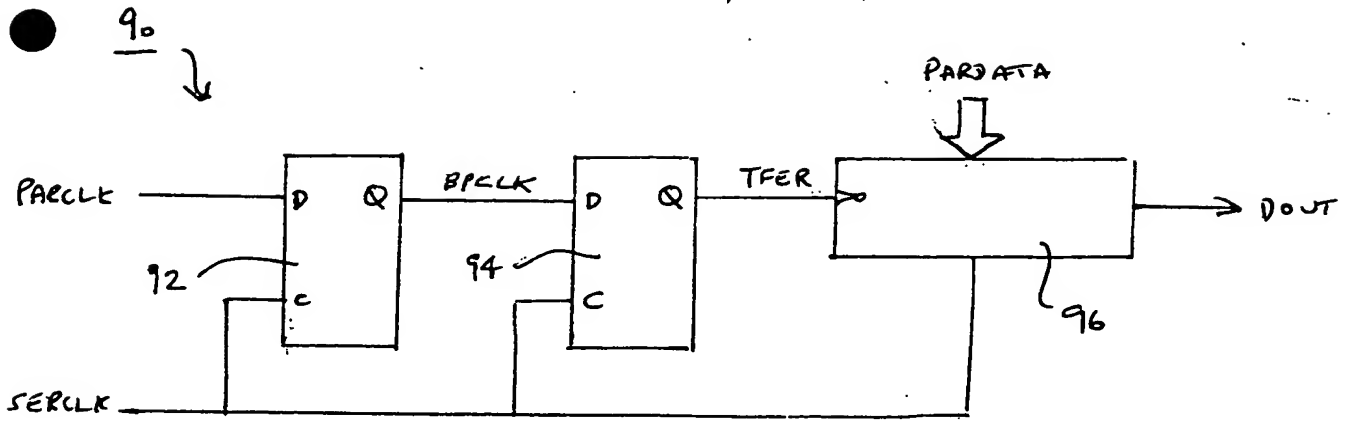 90
PARDATA
PARCLK
D
Q
BPCLK
D
Q
TFER
DOUT
92
94
C
C
96
SERCLK